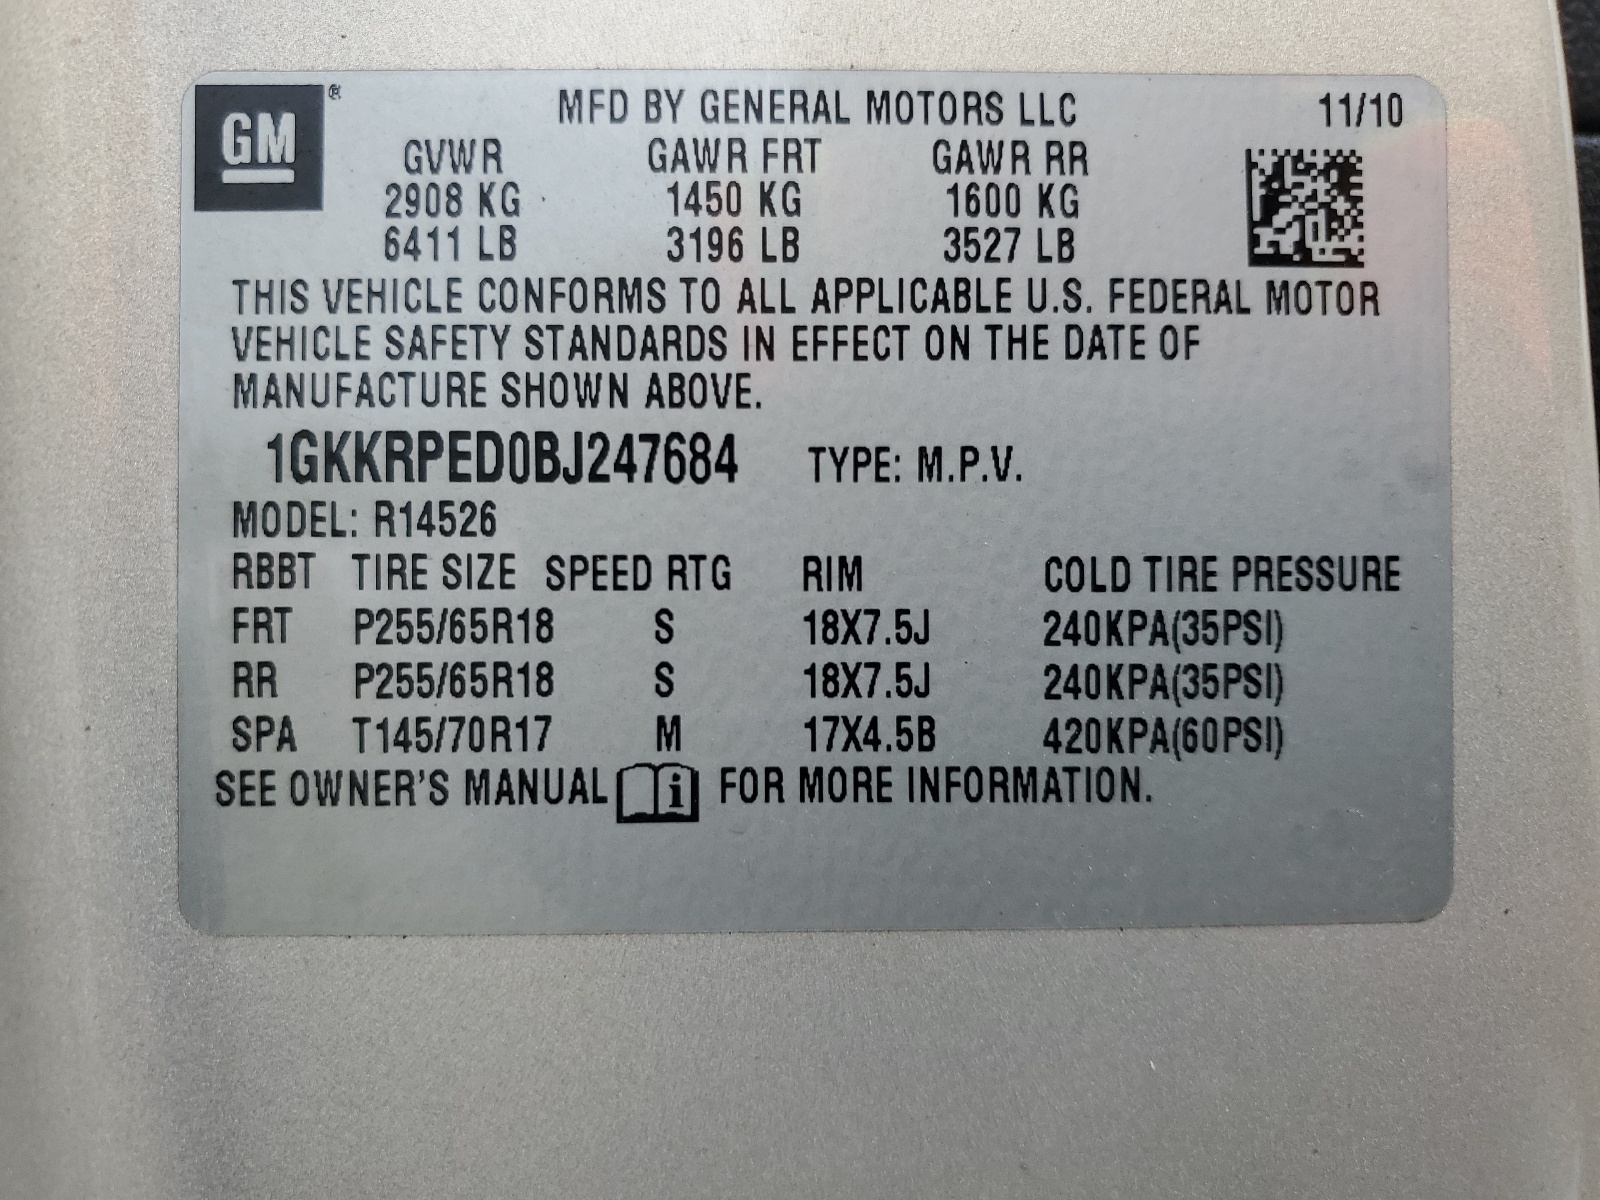 GM ®
MFD BY GENERAL MOTORS LLC 11/10
GVWR GAWR FRT GAWR RR
2908 KG 1450 KG 1600 KG
6411 LB 3196 LB 3527 LB
THIS VEHICLE CONFORMS TO ALL APPLICABLE U.S. FEDERAL MOTOR
VEHICLE SAFETY STANDARDS IN EFFECT ON THE DATE OF
MANUFACTURE SHOWN ABOVE.
1GKKRPED0BJ247684 TYPE: M.P.V.
MODEL: R14526
RBBT TIRE SIZE SPEED RTG RIM COLD TIRE PRESSURE
FRT P255/65R18 S 18X7.5J 240KPA(35PSI)
RR P255/65R18 S 18X7.5J 240KPA(35PSI)
SPA T145/70R17 M 17X4.5B 420KPA(60PSI)
SEE OWNER'S MANUAL i FOR MORE INFORMATION.